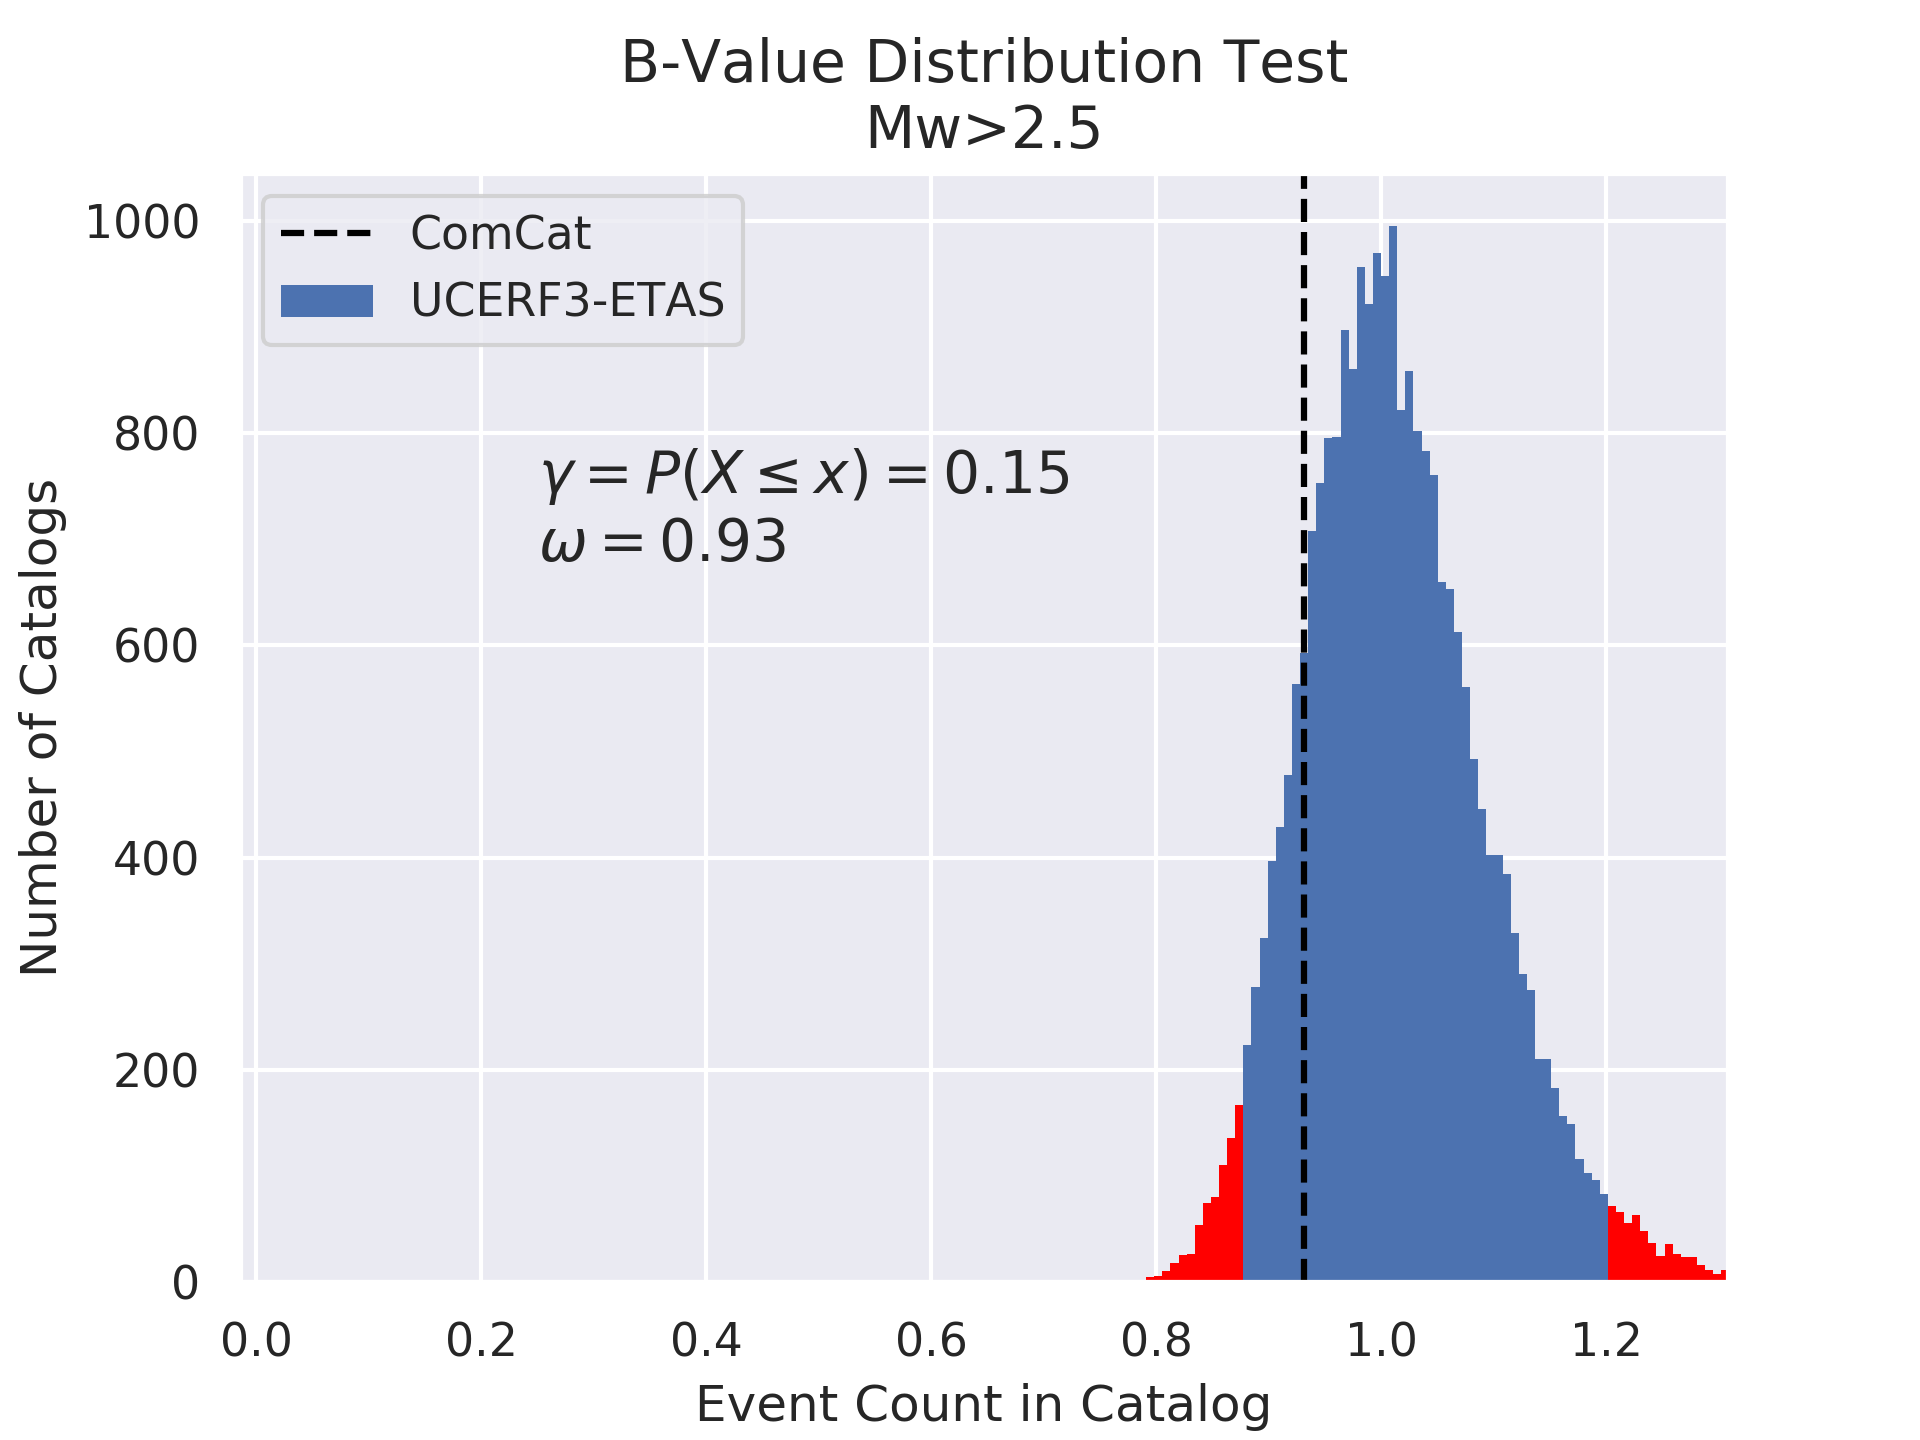 B-Value Distribution Test
Mw>2.5
1000
800
600
400
200
0
Number of Catalogs
ComCat
UCERF3-ETAS
γ = P(X ≤ x) = 0.15
ω = 0.93
0.0 0.2 0.4 0.6 0.8 1.0 1.2
Event Count in Catalog